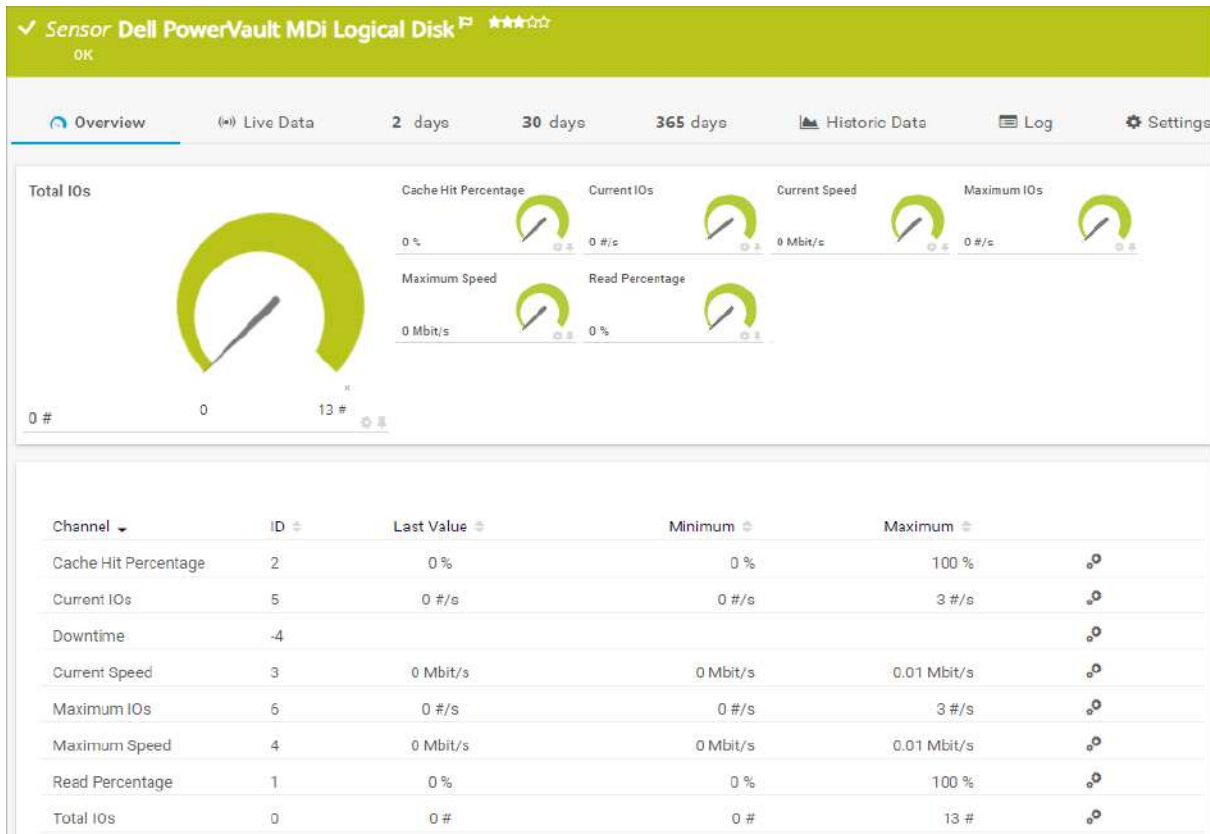 Sensor Dell PowerVault MDi Logical Disk
OK
Overview Live Data 2 days 30 days 365 days Historic Data Log Settings
Total IOs
0 #
0
13 #
Cache Hit Percentage
0 %
Current IOs
0 #/s
Current Speed
0 Mbit/s
Maximum IOs
0 #/s
Maximum Speed
0 Mbit/s
Read Percentage
0 %
Channel ID Last Value Minimum Maximum
Cache Hit Percentage 2 0 % 0 % 100 %
Current IOs 5 0 #/s 0 #/s 3 #/s
Downtime -4
Current Speed 3 0 Mbit/s 0 Mbit/s 0.01 Mbit/s
Maximum IOs 6 0 #/s 0 #/s 3 #/s
Maximum Speed 4 0 Mbit/s 0 Mbit/s 0.01 Mbit/s
Read Percentage 1 0 % 0 % 100 %
Total IOs 0 0 # 0 # 13 #